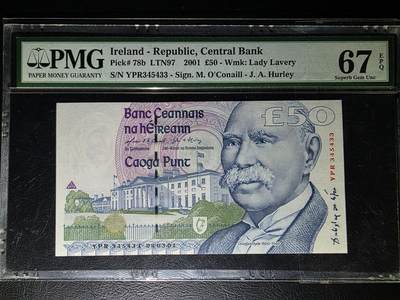 PMG
PAPER MONEY GUARANTY
Ireland - Republic, Central Bank
Pick# 78b LTN97 2001 £50 - Wmk: Lady Lavery
S/N YPR345433 - Sign. M. O'Conaill - J. A. Hurley
67 EPQ
Superb Gem Unc
Banc Ceannais
na hÉireann
£50
Caoga Punt
YPR 345433
YPR 345433 080301